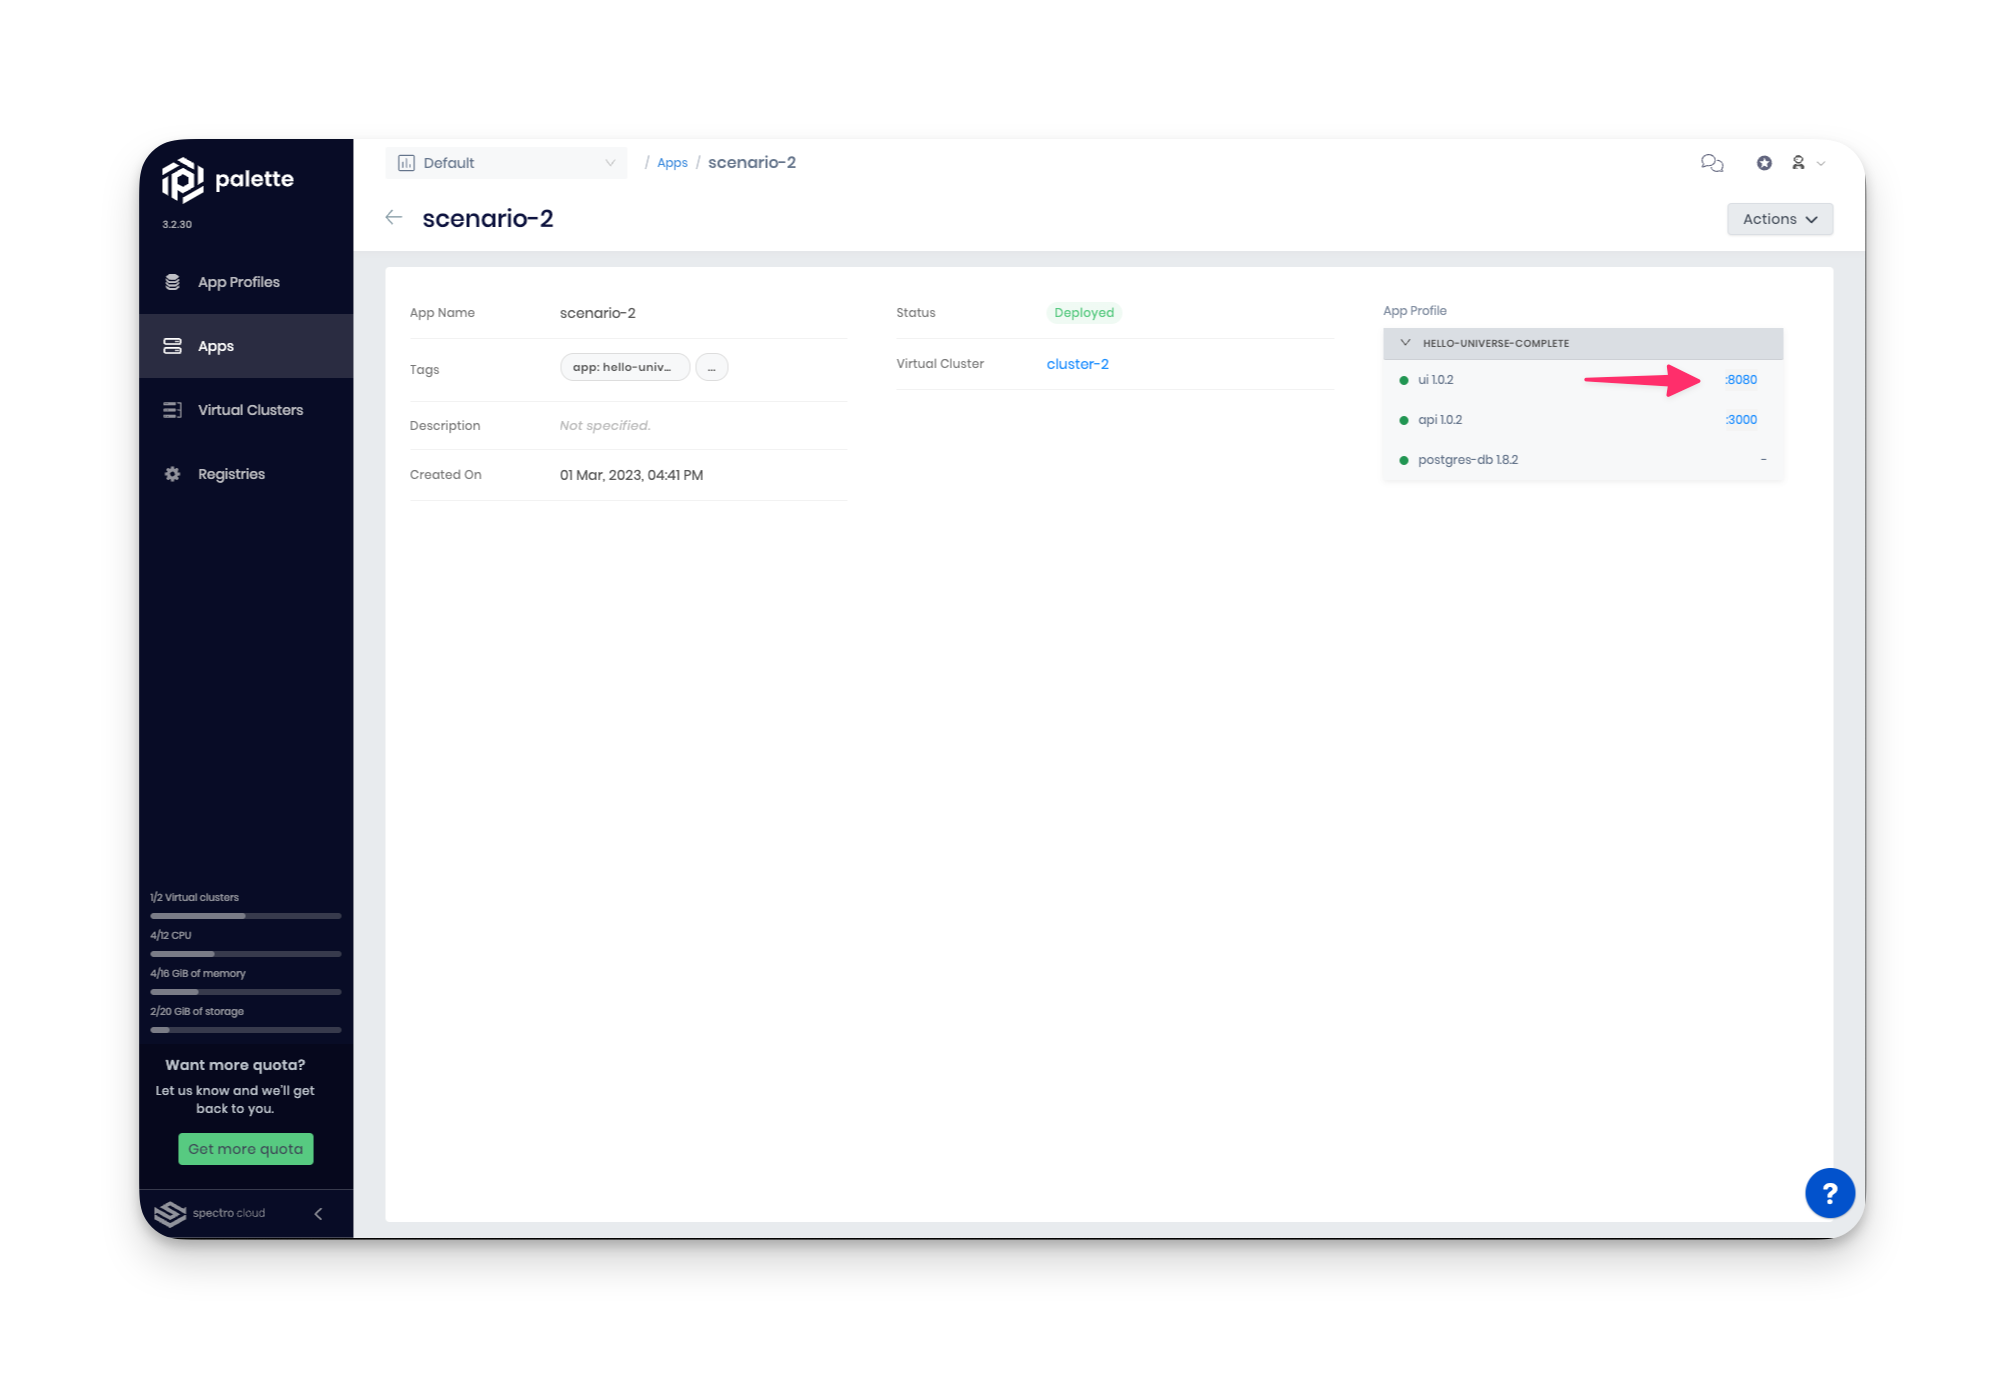 palette
3.2.30
App Profiles
Apps
Virtual Clusters
Registries
1/2 Virtual clusters
4/12 CPU
4/16 GiB of memory
2/20 GiB of storage
Want more quota?
Let us know and we'll get
back to you.
Get more quota
spectro cloud
Default / Apps / scenario-2
scenario-2
Actions
App Name scenario-2
Tags app: hello-univ... ...
Description Not specified.
Created On 01 Mar, 2023, 04:41 PM
Status Deployed
Virtual Cluster cluster-2
App Profile
HELLO-UNIVERSE-COMPLETE
ui 1.0.2 :8080
api 1.0.2 :3000
postgres-db 1.8.2 -
?